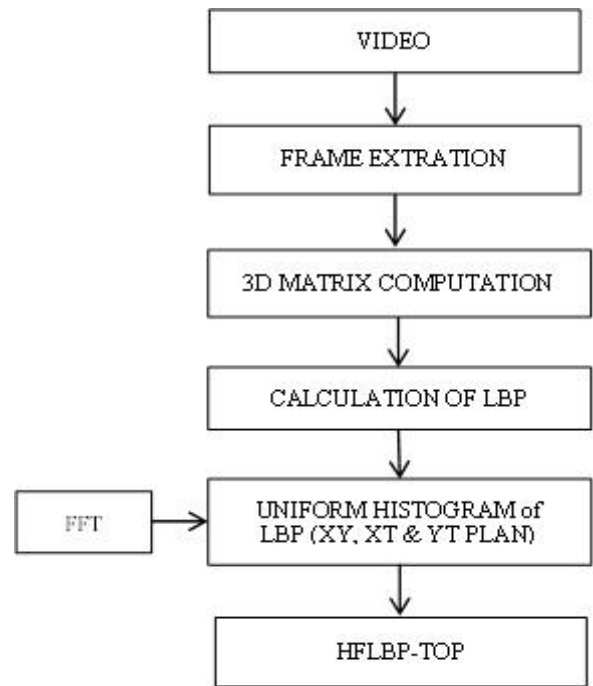 VIDEO
FRAME EXTRATION
3D MATRIX COMPUTATION
CALCULATION OF LBP
FFT
UNIFORM HISTOGRAM of
LBP (XY, XT & YT PLAN)
HFLBP-TOP